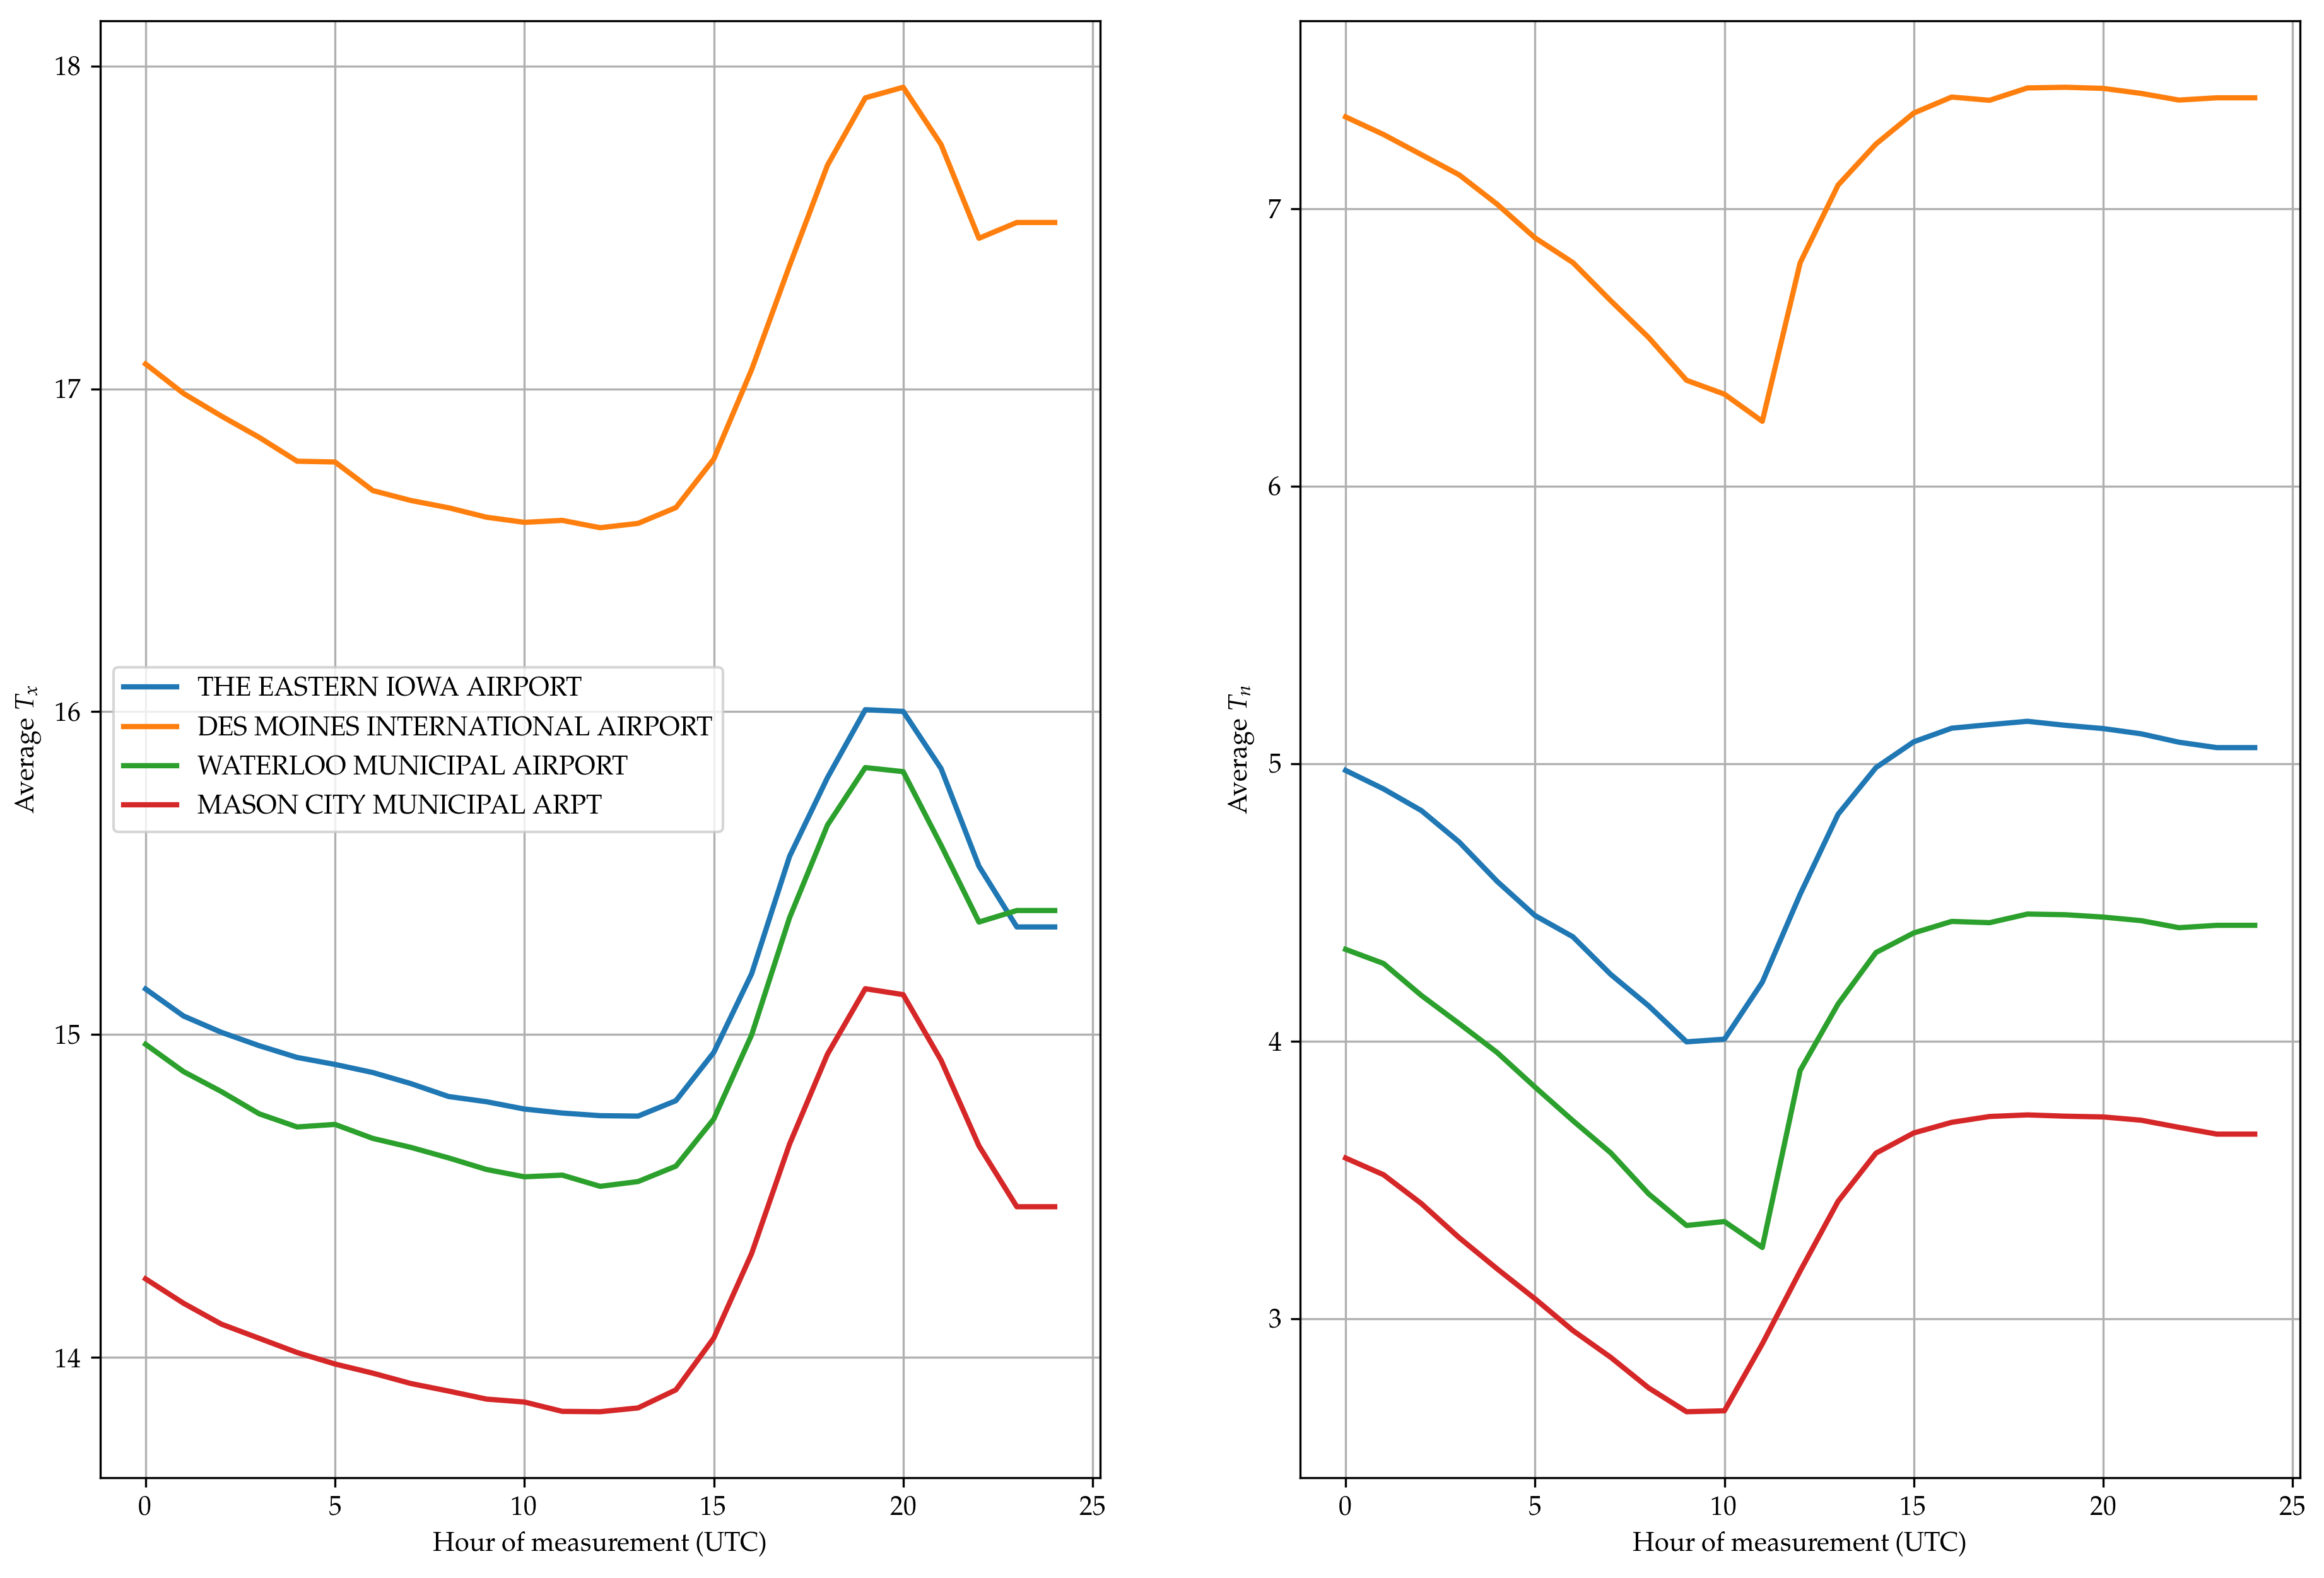 18
17
16
15
14
Average Tx
THE EASTERN IOWA AIRPORT
DES MOINES INTERNATIONAL AIRPORT
WATERLOO MUNICIPAL AIRPORT
MASON CITY MUNICIPAL ARPT
0 5 10 15 20 25
Hour of measurement (UTC)
7
6
5
4
3
Average Tn
0 5 10 15 20 25
Hour of measurement (UTC)